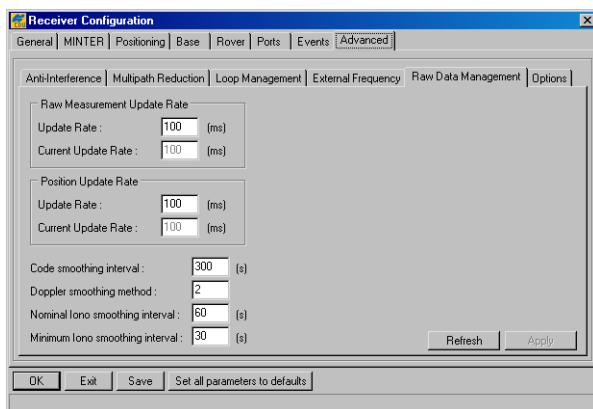 Receiver Configuration
General MINTER Positioning Base Rover Ports Events Advanced
Anti-Interference Multipath Reduction Loop Management External Frequency Raw Data Management Options
Raw Measurement Update Rate
Update Rate : 100 (ms)
Current Update Rate : 100 (ms)
Position Update Rate
Update Rate : 100 (ms)
Current Update Rate : 100 (ms)
Code smoothing interval : 300 (s)
Doppler smoothing method : 2
Nominal Iono smoothing interval : 60 (s)
Minimum Iono smoothing interval : 30 (s)
Refresh Apply
OK Exit Save Set all parameters to defaults